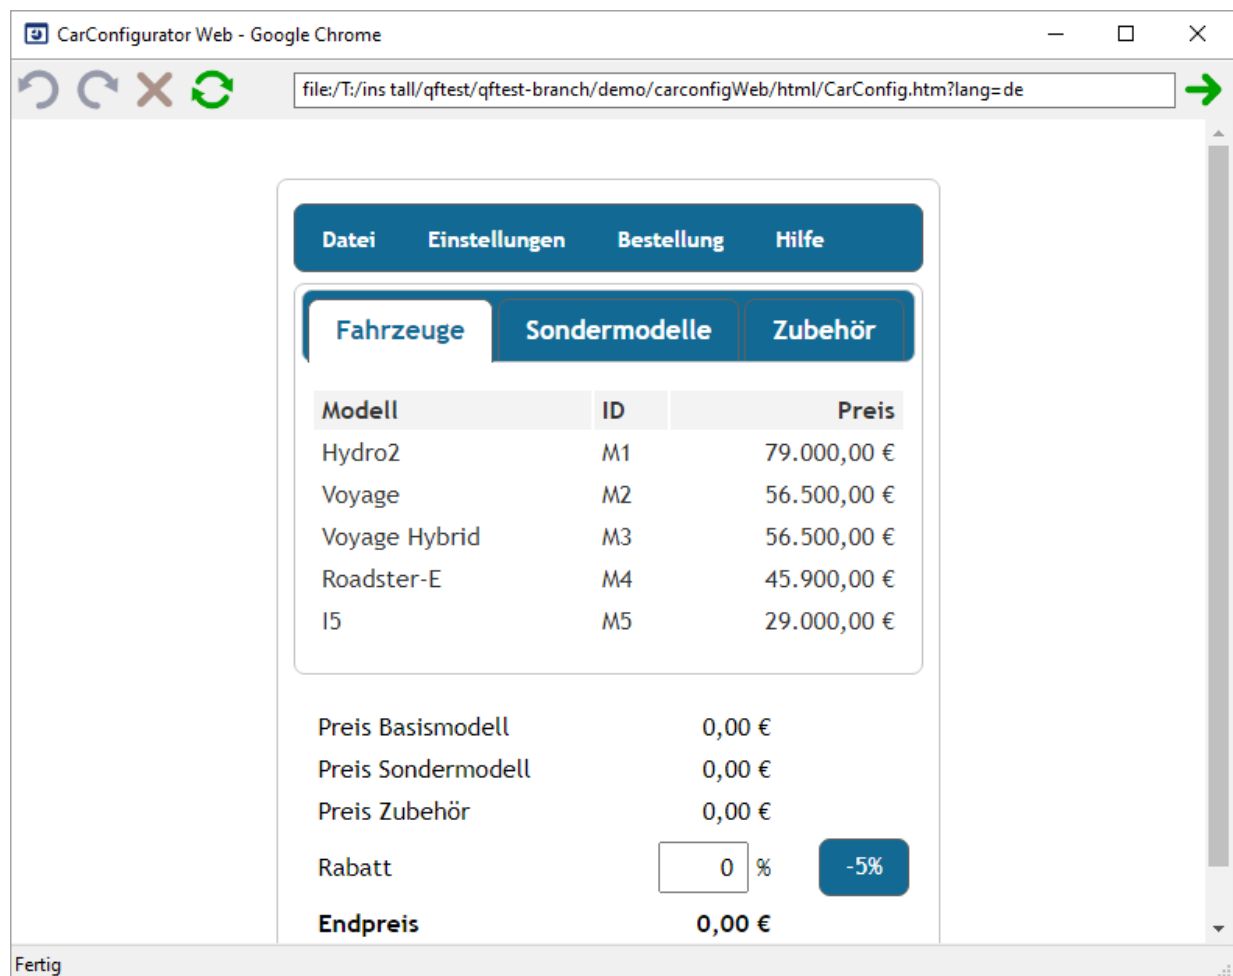 CarConfigurator Web - Google Chrome
file:/T:/ins tall/qftest/qftest-branch/demo/carconfigWeb/html/CarConfig.htm?lang=de
Datei Einstellungen Bestellung Hilfe
Fahrzeuge Sondermodelle Zubehör
Modell ID Preis
Hydro2 M1 79.000,00 €
Voyage M2 56.500,00 €
Voyage Hybrid M3 56.500,00 €
Roadster-E M4 45.900,00 €
I5 M5 29.000,00 €
Preis Basismodell 0,00 €
Preis Sondermodell 0,00 €
Preis Zubehör 0,00 €
Rabatt 0 % -5%
Endpreis 0,00 €
Fertig